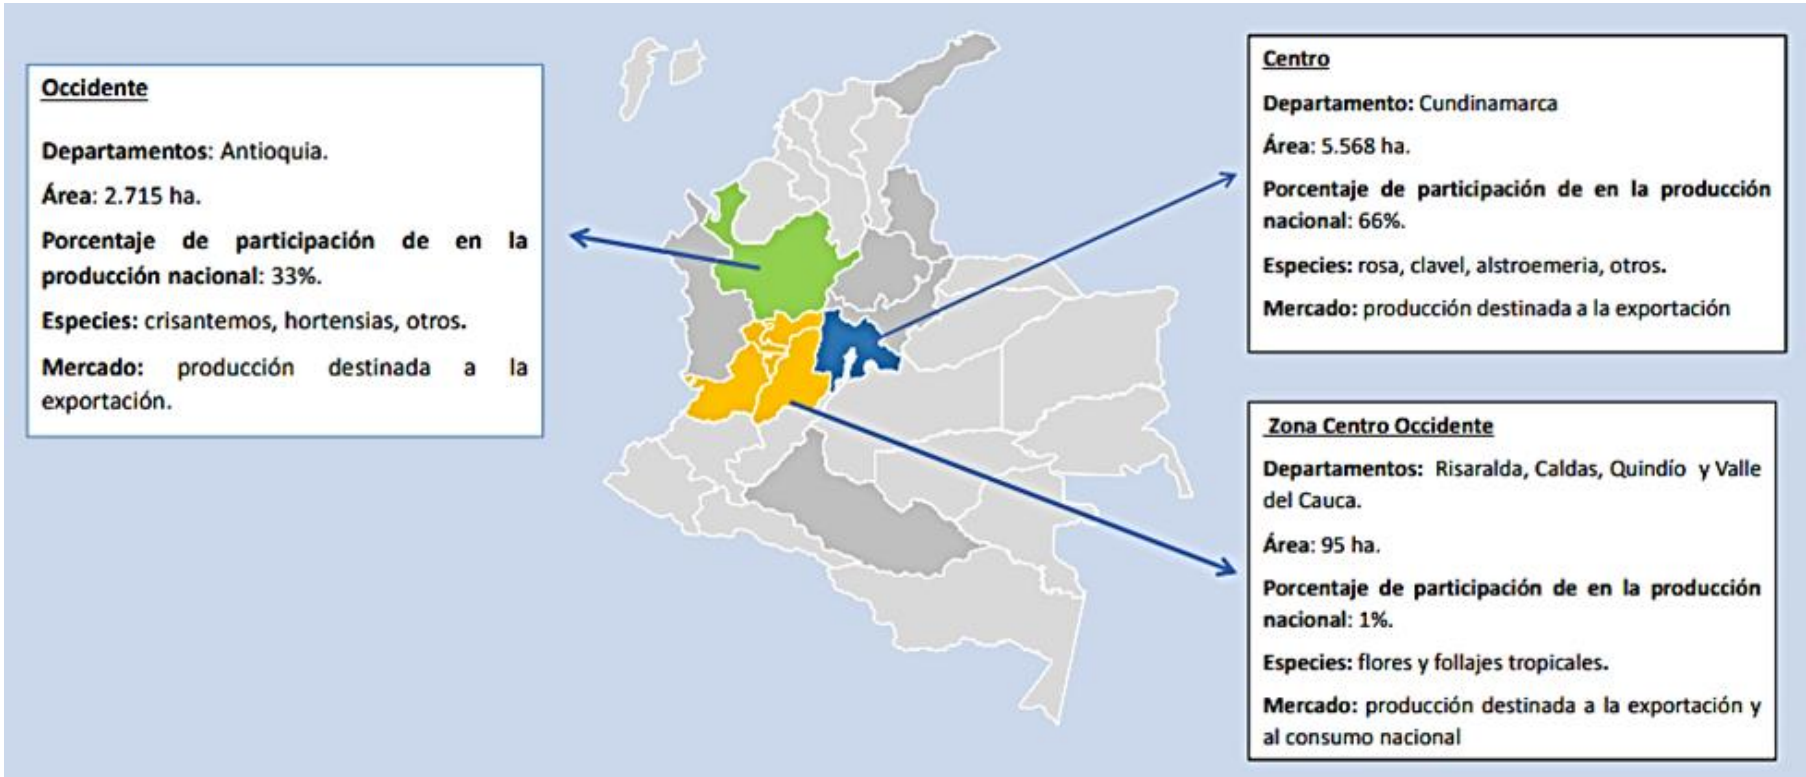 Occidente
Departamentos: Antioquia.
Área: 2.715 ha.
Porcentaje de participación de en la
producción nacional: 33%.
Especies: crisantemos, hortensias, otros.
Mercado: producción destinada a la
exportación.
Centro
Departamento: Cundinamarca
Área: 5.568 ha.
Porcentaje de participación de en la producción
nacional: 66%.
Especies: rosa, clavel, alstroemeria, otros.
Mercado: producción destinada a la exportación
Zona Centro Occidente
Departamentos: Risaralda, Caldas, Quindío y Valle
del Cauca.
Área: 95 ha.
Porcentaje de participación de en la producción
nacional: 1%.
Especies: flores y follajes tropicales.
Mercado: producción destinada a la exportación y
al consumo nacional